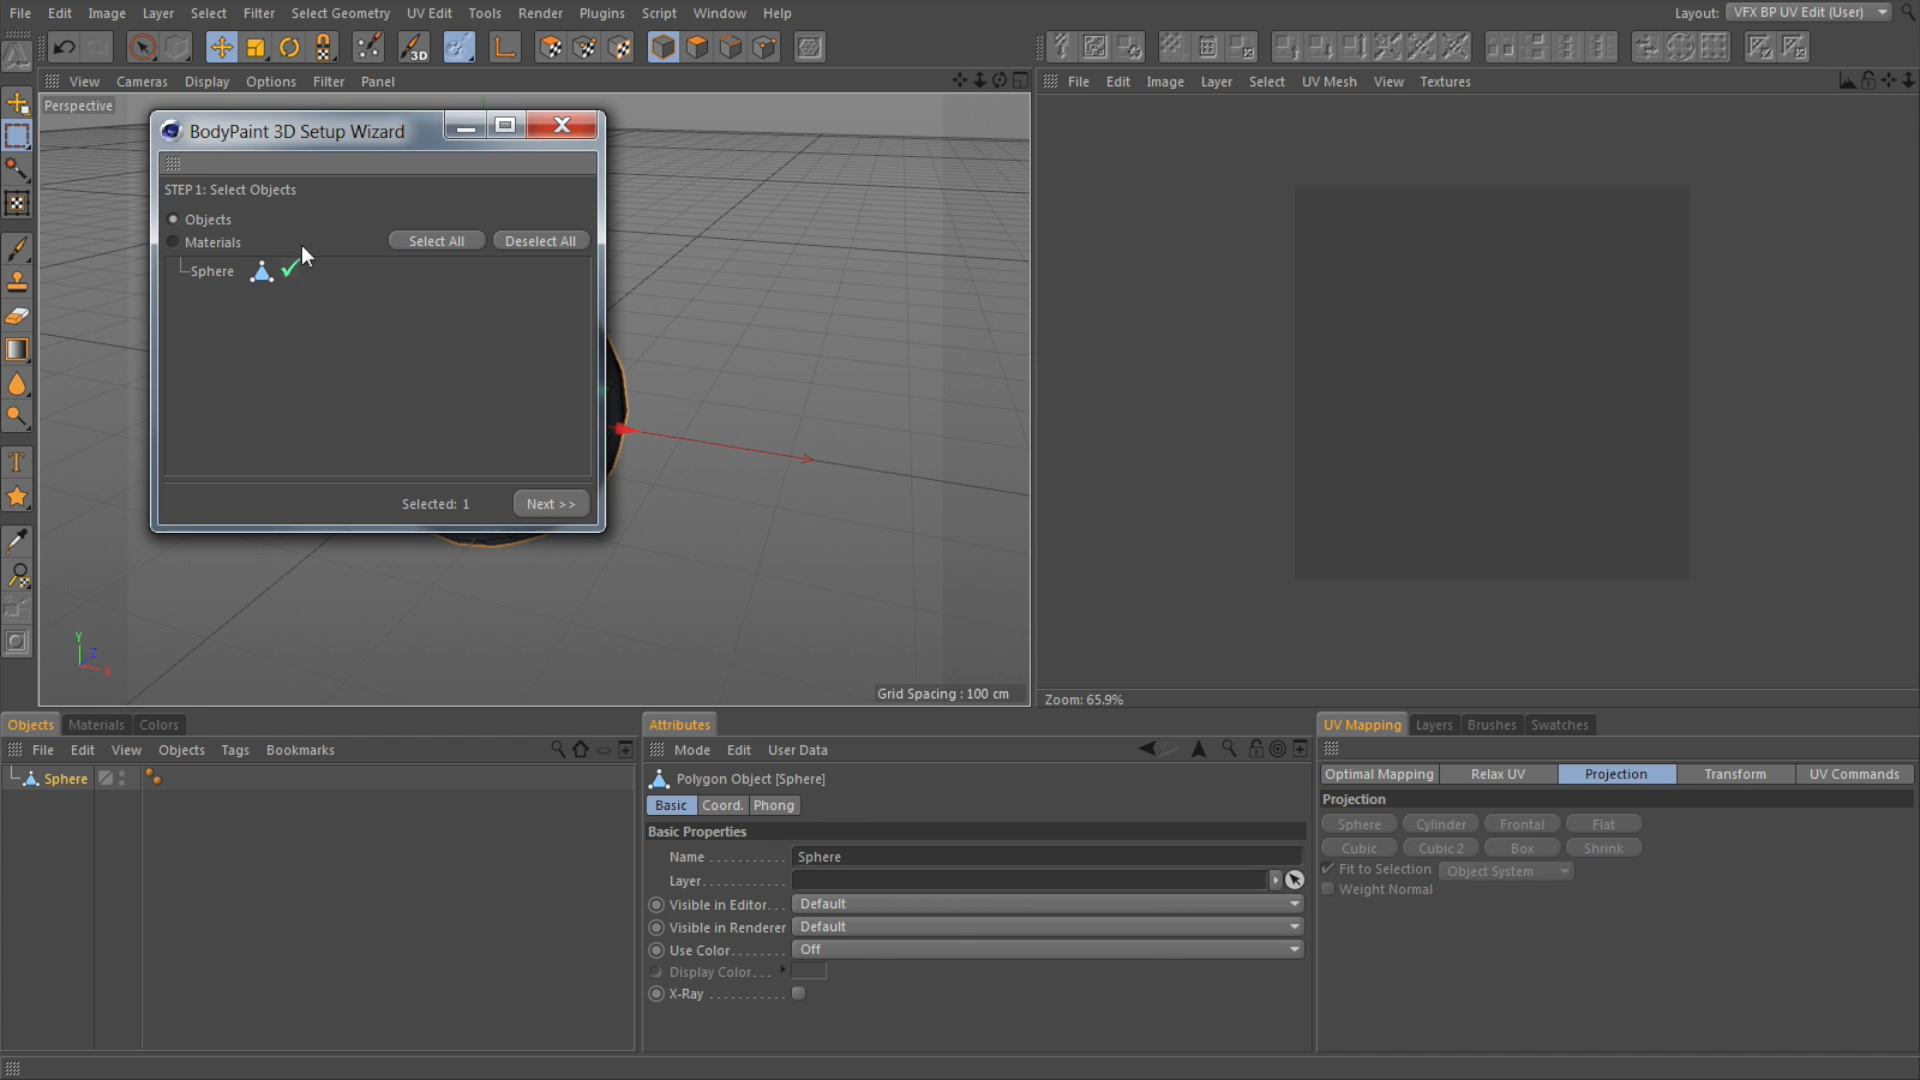 File Edit Image Layer Select Filter Select Geometry UV Edit Tools Render Plugins Script Window Help
Layout: VFX BP UV Edit (User)
3D
View Cameras Display Options Filter Panel
File Edit Image Layer Select UV Mesh View Textures
Perspective
BodyPaint 3D Setup Wizard
STEP 1: Select Objects
Objects
Materials
Select All Deselect All
Sphere
Selected: 1 Next >>
Y
Z
X
Grid Spacing : 100 cm
Zoom: 65.9%
Objects Materials Colors
File Edit View Objects Tags Bookmarks
Sphere
Attributes
Mode Edit User Data
Polygon Object [Sphere]
Basic Coord. Phong
Basic Properties
Name . . . . . . . . . . . Sphere
Layer. . . . . . . . . . . .
Visible in Editor. . . Default
Visible in Renderer Default
Use Color. . . . . . . . Off
Display Color. . .
X-Ray . . . . . . . . . . .
UV Mapping Layers Brushes Swatches
Optimal Mapping Relax UV Projection Transform UV Commands
Projection
Sphere Cylinder Frontal Flat
Cubic Cubic 2 Box Shrink
Fit to Selection Object System
Weight Normal